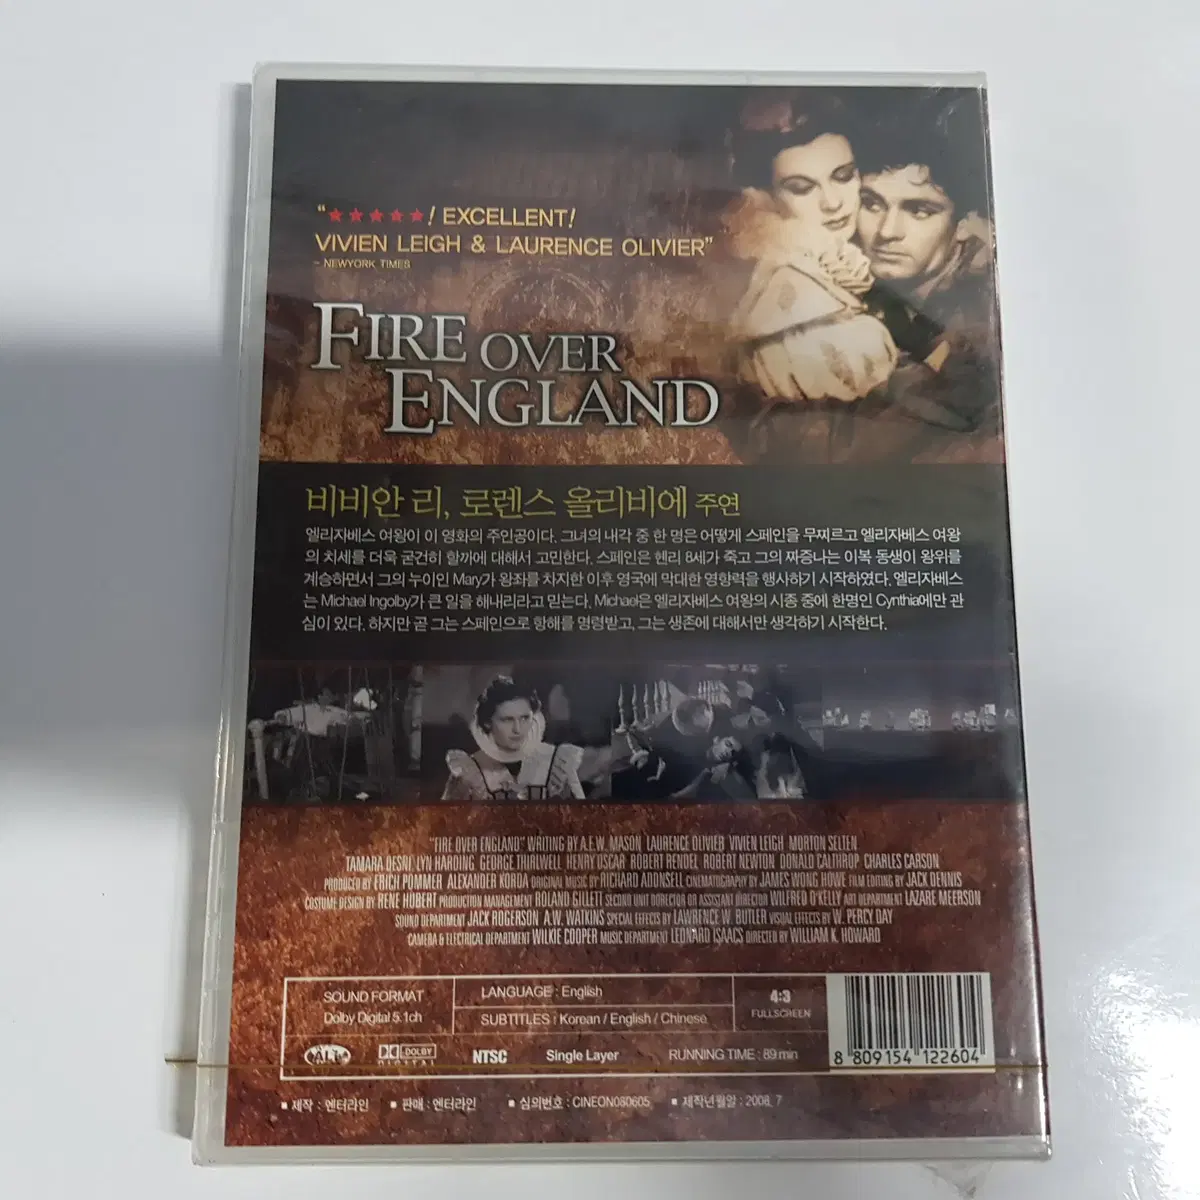 “★★★★★! EXCELLENT!
VIVIEN LEIGH & LAURENCE OLIVIER”
- NEWYORK TIMES
FIRE OVER
ENGLAND
비비안 리, 로렌스 올리비에 주연
엘리자베스 여왕이 이 영화의 주인공이다. 그녀의 내각 중 한 명은 어떻게 스페인을 무찌르고 엘리자베스 여왕
의 치세를 더욱 굳건히 할까에 대해서 고민한다. 스페인은 헨리 8세가 죽고 그의 짜증나는 이복 동생이 왕위를
계승하면서 그의 누이인 Mary가 왕좌를 차지한 이후 영국에 막대한 영향력을 행사하기 시작하였다. 엘리자베스
는 Michael Ingolby가 큰 일을 해내리라고 믿는다. Michael은 엘리자베스 여왕의 시종 중에 한명인 Cynthia에만 관
심이 있다. 하지만 곧 그는 스페인으로 항해를 명령받고, 그는 생존에 대해서만 생각하기 시작한다.
"FIRE OVER ENGLAND" WRITING BY A.E.W. MASON LAURENCE OLIVIER VIVIEN LEIGH MORTON SELTEN
TAMARA DESNI LYN HARDING GEORGE THIRLWELL HENRY OSCAR ROBERT RENDEL ROBERT NEWTON DONALD CALTHROP CHARLES CARSON
PRODUCED BY ERICH POMMER ALEXANDER KORDA ORIGINAL MUSIC BY RICHARD ADDNSELL CINEMATOGRAPHY BY JAMES WONG HOWE FILM EDITING BY JACK DENNIS
COSTUME DESIGN BY RENE HUBERT PRODUCTION MANAGEMENT ROLAND GILLETT SECOND UNIT DIRECTOR OR ASSISTANT DIRECTOR WILFRED O'KELLY ART DEPARTMENT LAZARE MEERSON
SOUND DEPARTMENT JACK ROGERSON A.W. WATKINS SPECIAL EFFECTS BY LAWRENCE W. BUTLER VISUAL EFFECTS BY W. PERCY DAY
CAMERA & ELECTRICAL DEPARTMENT WILKIE COOPER MUSIC DEPARTMENT LEONARD ISAACS DIRECTED BY WILLIAM K. HOWARD
SOUND FORMAT
Dolby Digital 5.1ch
LANGUAGE : English
SUBTITLES : Korean / English / Chinese
4:3
FULLSCREEN
ALL
DOLBY
DIGITAL
NTSC
Single Layer
RUNNING TIME : 89 min
8 809154 122604
■ 제작 : 엔터라인 ■ 판매 : 엔터라인 ■ 심의번호 : CINEON080605 ■ 제작년월일 : 2008. 7